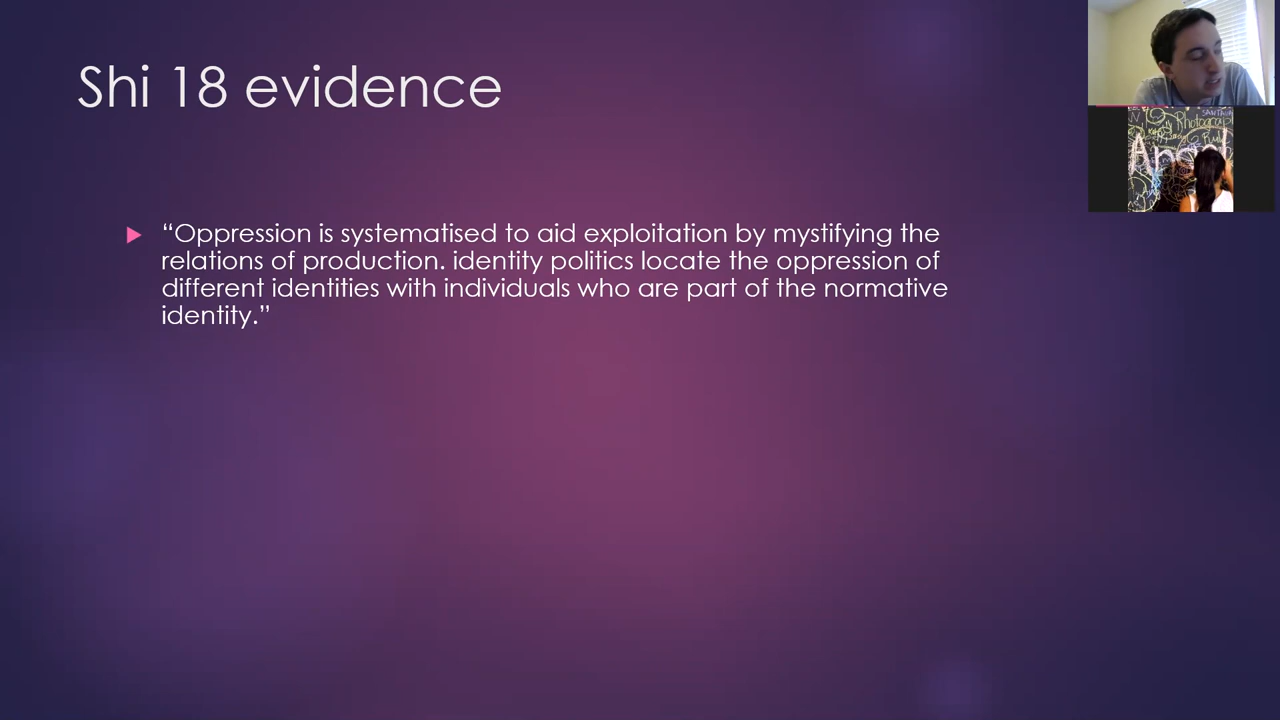 Shi 18 evidence
“Oppression is systematised to aid exploitation by mystifying the
relations of production. identity politics locate the oppression of
different identities with individuals who are part of the normative
identity.”
Photograp